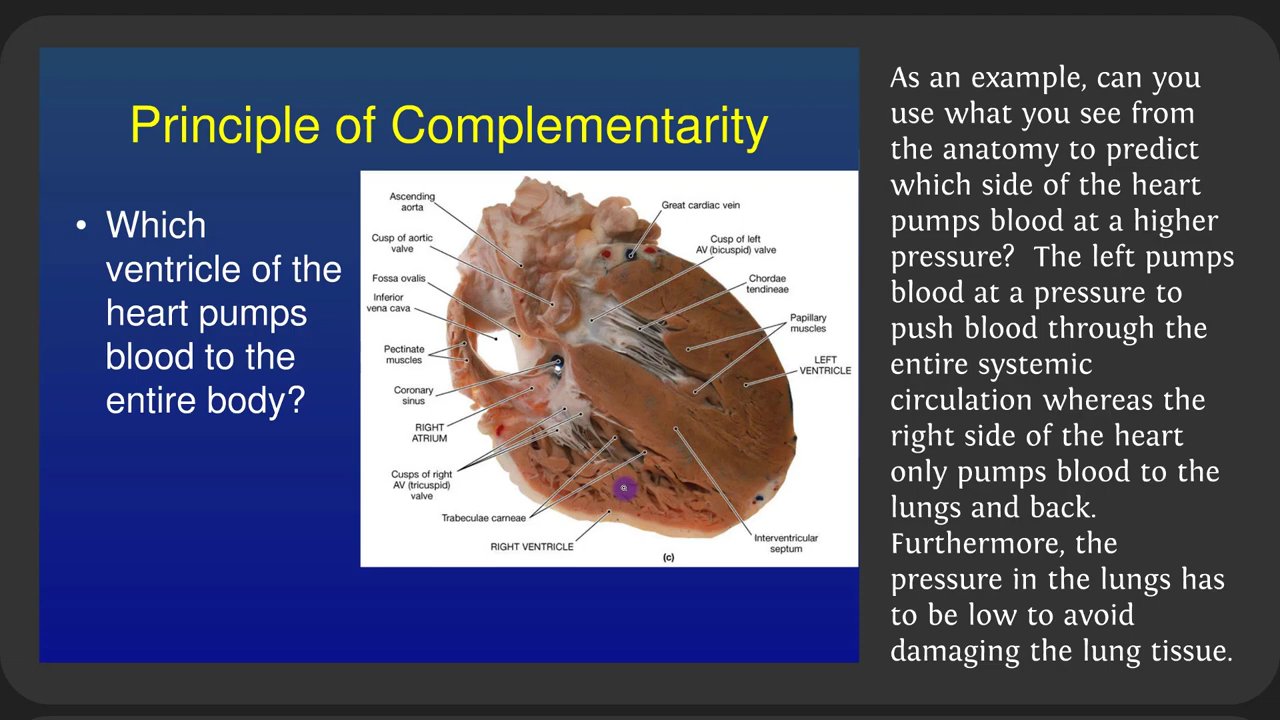 Principle of Complementarity
• Which
ventricle of the
heart pumps
blood to the
entire body?
Ascending
aorta
Cusp of aortic
valve
Fossa ovalis
Inferior
vena cava
Pectinate
muscles
Coronary
sinus
RIGHT
ATRIUM
Cusps of right
AV (tricuspid)
valve
Trabeculae carneae
RIGHT VENTRICLE
Great cardiac vein
Cusp of left
AV (bicuspid) valve
Chordae
tendineae
Papillary
muscles
LEFT
VENTRICLE
Interventricular
septum
(c)
As an example, can you
use what you see from
the anatomy to predict
which side of the heart
pumps blood at a higher
pressure? The left pumps
blood at a pressure to
push blood through the
entire systemic
circulation whereas the
right side of the heart
only pumps blood to the
lungs and back.
Furthermore, the
pressure in the lungs has
to be low to avoid
damaging the lung tissue.